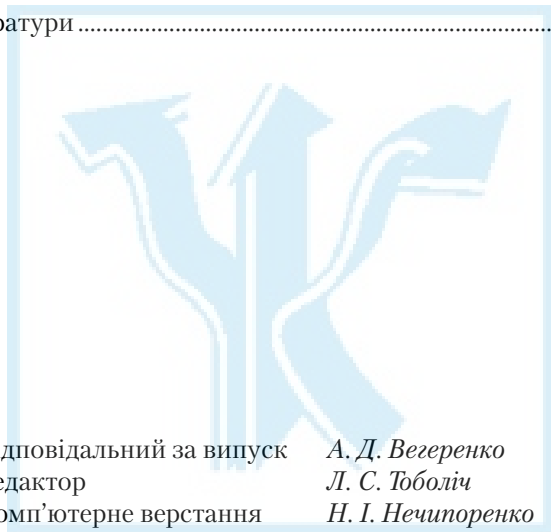 ратури ........................................................................
дповідальний за випуск А. Д. Вегеренко
едактор Л. С. Тоболіч
омп'ютерне верстання Н. І. Нечипоренко